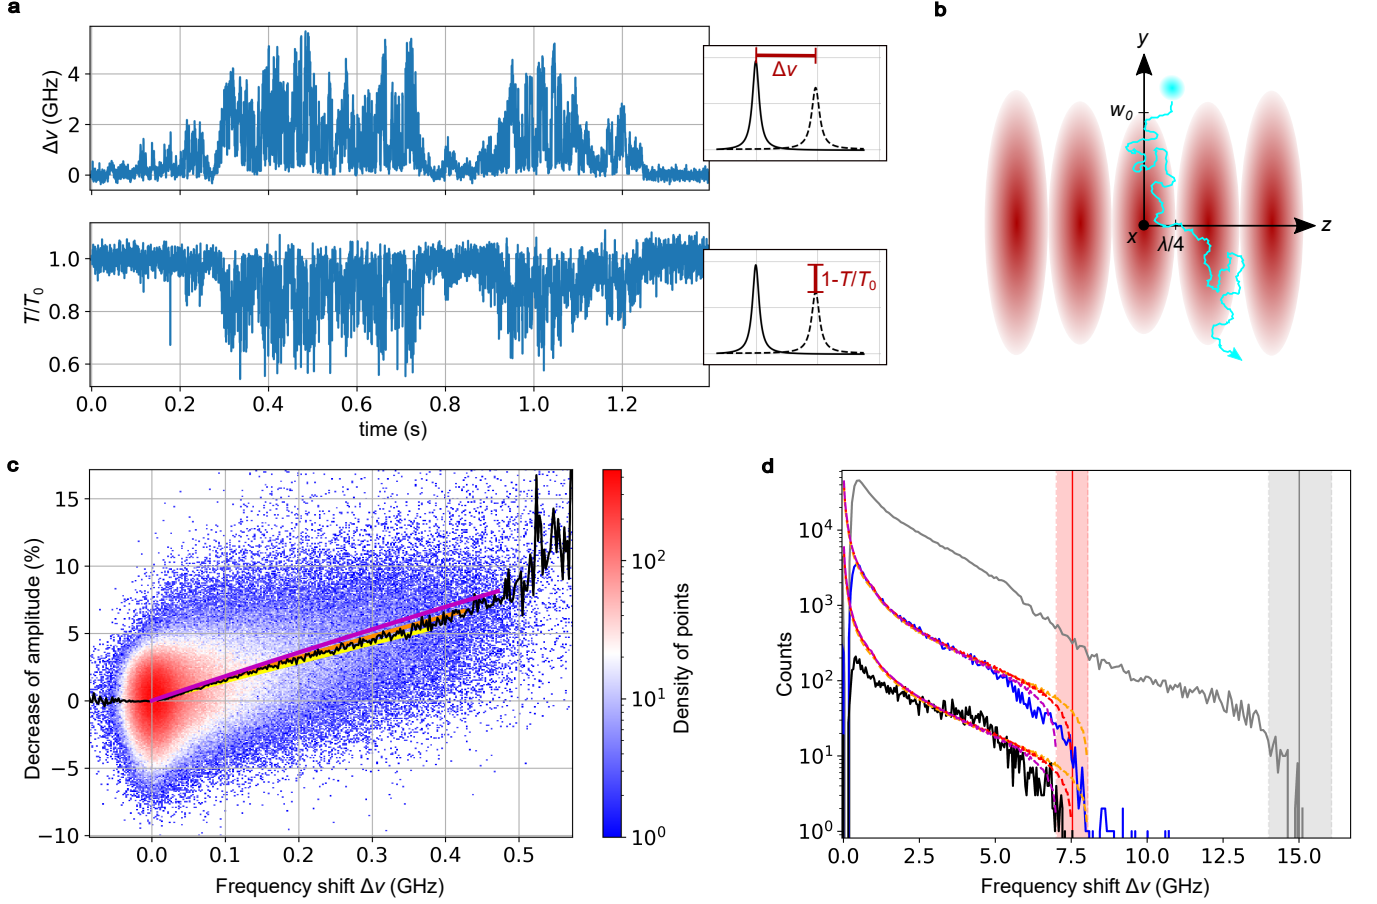 a
4
2
0
Δν (GHz)
Δν
1.0
0.8
0.6
T/T0
1-T/T0
0.0 0.2 0.4 0.6 0.8 1.0 1.2
time (s)
b
y
w0
x
λ/4
z
c
15
10
5
0
−5
−10
Decrease of amplitude (%)
0.0 0.1 0.2 0.3 0.4 0.5
Frequency shift Δν (GHz)
10²
10¹
10⁰
Density of points
d
10⁴
10³
10²
10¹
10⁰
Counts
0.0 2.5 5.0 7.5 10.0 12.5 15.0
Frequency shift Δν (GHz)